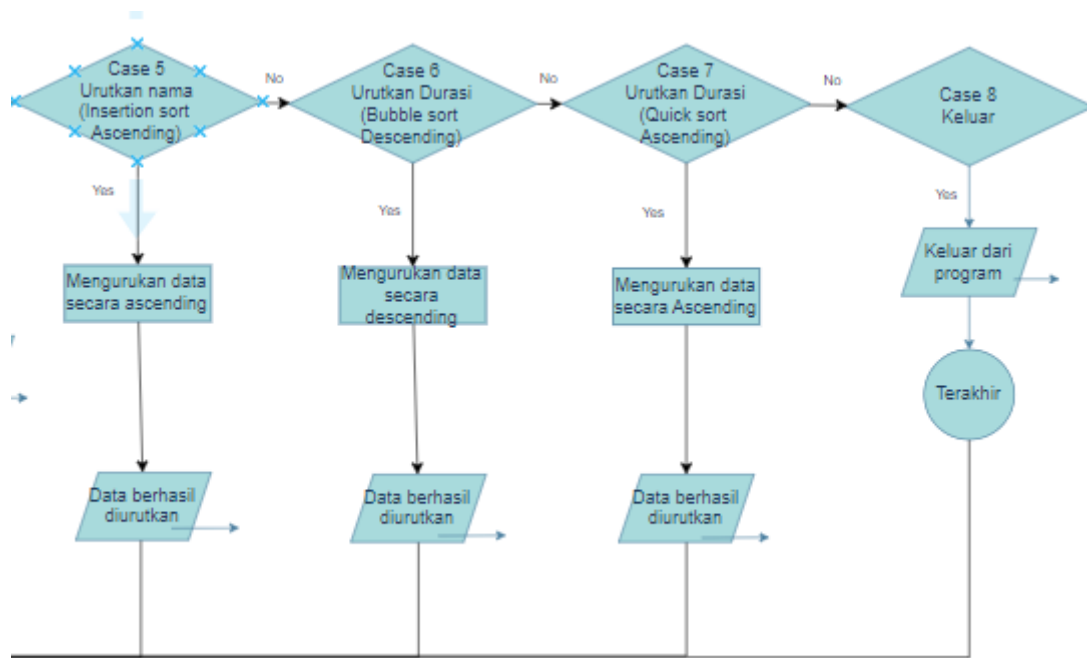 Case 5
Urutkan nama
(Insertion sort
Ascending)
No
Case 6
Urutkan Durasi
(Bubble sort
Descending)
No
Case 7
Urutkan Durasi
(Quick sort
Ascending)
No
Case 8
Keluar
Yes
Yes
Yes
Yes
Mengurukan data
secara ascending
Mengurukan data
secara
descending
Mengurukan data
secara Ascending
Keluar dari
program
Terakhir
Data berhasil
diurutkan
Data berhasil
diurutkan
Data berhasil
diurutkan